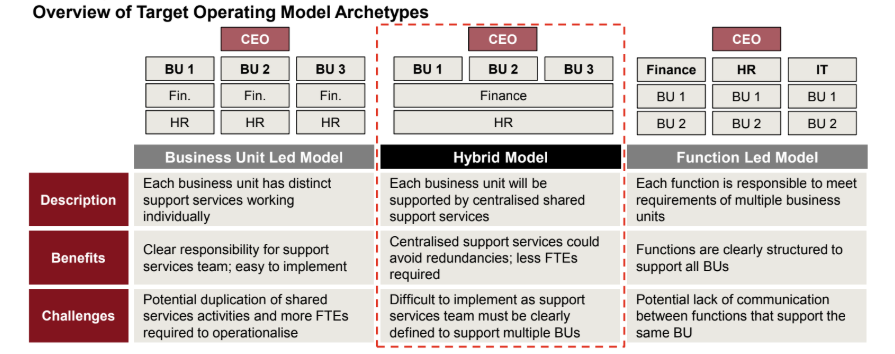 Overview of Target Operating Model Archetypes
CEO
BU 1 BU 2 BU 3
Fin. Fin. Fin.
HR HR HR
CEO
BU 1 BU 2 BU 3
Finance
HR
CEO
Finance HR IT
BU 1 BU 1 BU 1
BU 2 BU 2 BU 2
Business Unit Led Model
Hybrid Model
Function Led Model
Description
Each business unit has distinct
support services working
individually
Each business unit will be
supported by centralised shared
support services
Each function is responsible to meet
requirements of multiple business
units
Benefits
Clear responsibility for support
services team; easy to implement
Centralised support services could
avoid redundancies; less FTEs
required
Functions are clearly structured to
support all BUs
Challenges
Potential duplication of shared
services activities and more FTEs
required to operationalise
Difficult to implement as support
services team must be clearly
defined to support multiple BUs
Potential lack of communication
between functions that support the
same BU